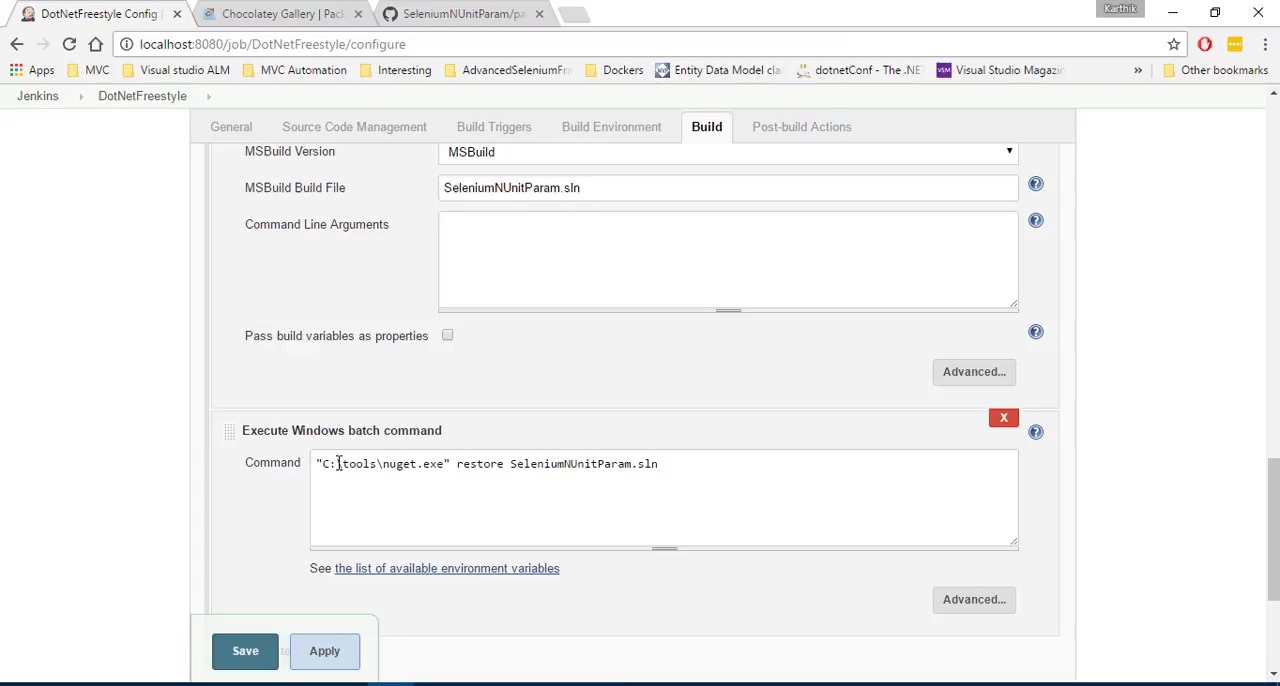 DotNetFreestyle Config [
Chocolatey Gallery | Pack
SeleniumNUnitParam/pa
Karthik
localhost:8080/job/DotNetFreestyle/configure
Apps
MVC
Visual studio ALM
MVC Automation
Interesting
AdvancedSeleniumFra
Dockers
Entity Data Model cla
dotnetConf - The .NE
Visual Studio Magazin
»
Other bookmarks
Jenkins
DotNetFreestyle
General
Source Code Management
Build Triggers
Build Environment
Build
Post-build Actions
MSBuild Version
MSBuild
MSBuild Build File
SeleniumNUnitParam.sln
Command Line Arguments
Pass build variables as properties
Advanced...
X
Execute Windows batch command
Command
"C:\tools\nuget.exe" restore SeleniumNUnitParam.sln
See the list of available environment variables
Advanced...
Save
Apply